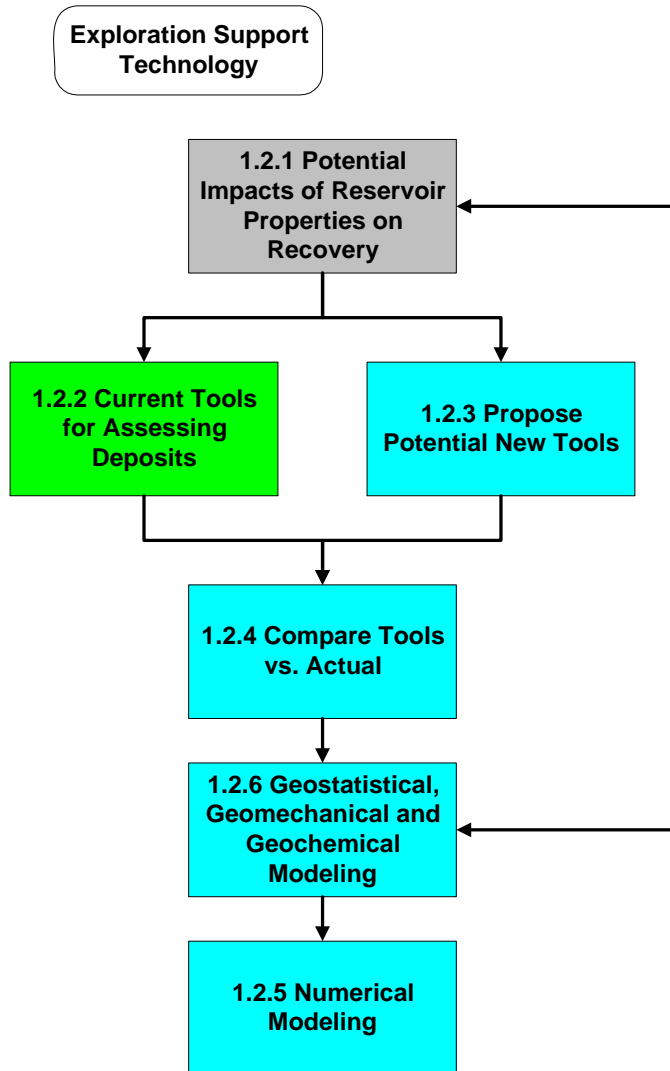 Exploration Support
Technology
1.2.1 Potential
Impacts of Reservoir
Properties on
Recovery
1.2.2 Current Tools
for Assessing
Deposits
1.2.3 Propose
Potential New Tools
1.2.4 Compare Tools
vs. Actual
1.2.6 Geostatistical,
Geomechanical and
Geochemical
Modeling
1.2.5 Numerical
Modeling